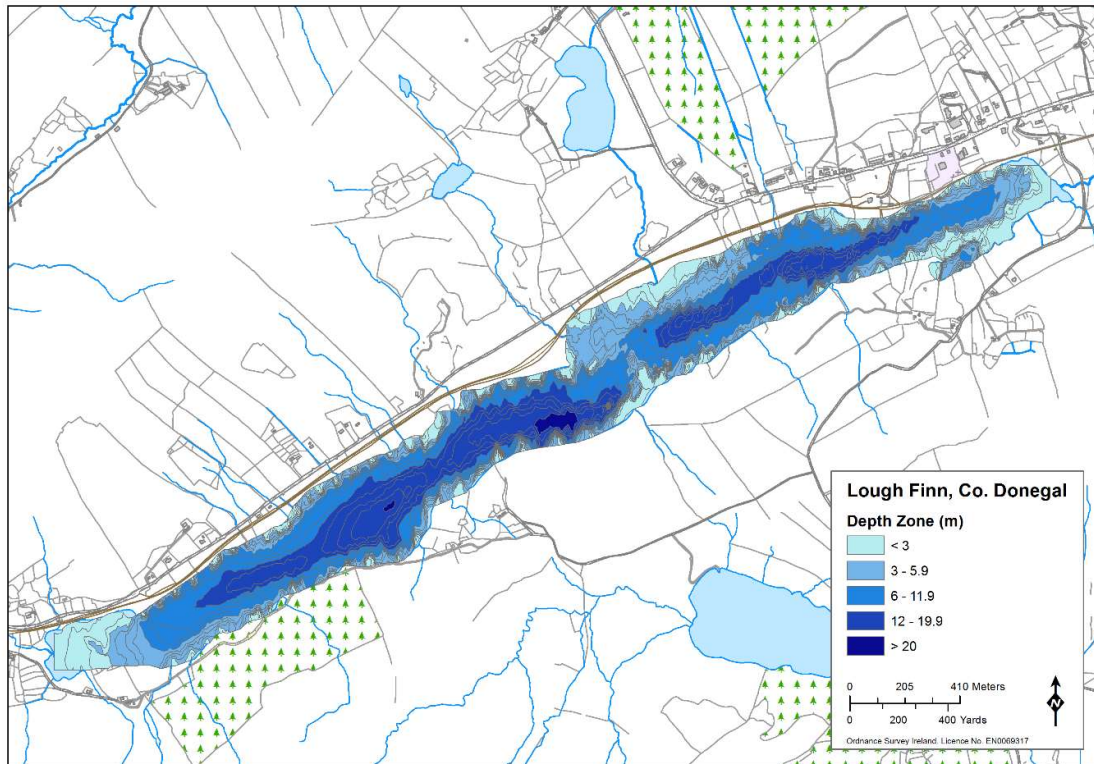 Lough Finn, Co. Donegal
Depth Zone (m)
< 3
3 - 5.9
6 - 11.9
12 - 19.9
> 20
0 205 410 Meters
0 200 400 Yards
N
Ordnance Survey Ireland. Licence No. EN0069317